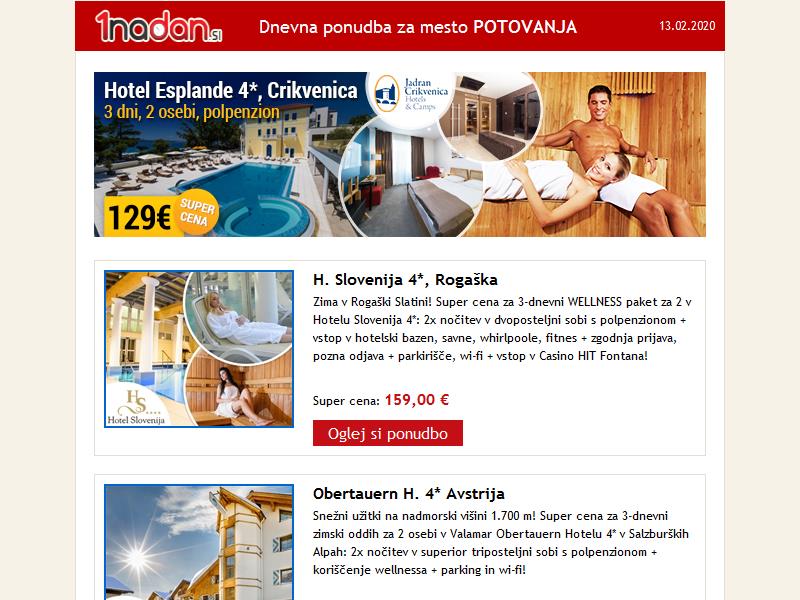 1nadan.si
Dnevna ponudba za mesto POTOVANJA
13.02.2020
Hotel Esplande 4*, Crikvenica
3 dni, 2 osebi, polpenzion
Jadran
Crikvenica
Hotels
& Camps
129€
SUPER
CENA
H. Slovenija 4*, Rogaška
Zima v Rogaški Slatini! Super cena za 3-dnevni WELLNESS paket za 2 v
Hotelu Slovenija 4*: 2x nočitev v dvoposteljni sobi s polpenzionom +
vstop v hotelski bazen, savne, whirlpoole, fitnes + zgodnja prijava,
pozna odjava + parkirišče, wi-fi + vstop v Casino HIT Fontana!
HS
Hotel Slovenija
Super cena: 159,00 €
Oglej si ponudbo
Obertauern H. 4* Avstrija
Snežni užitki na nadmorski višini 1.700 m! Super cena za 3-dnevni
zimski oddih za 2 osebi v Valamar Obertauern Hotelu 4* v Salzburških
Alpah: 2x nočitev v superior triposteljni sobi s polpenzionom +
koriščenje wellnessa + parking in wi-fi!